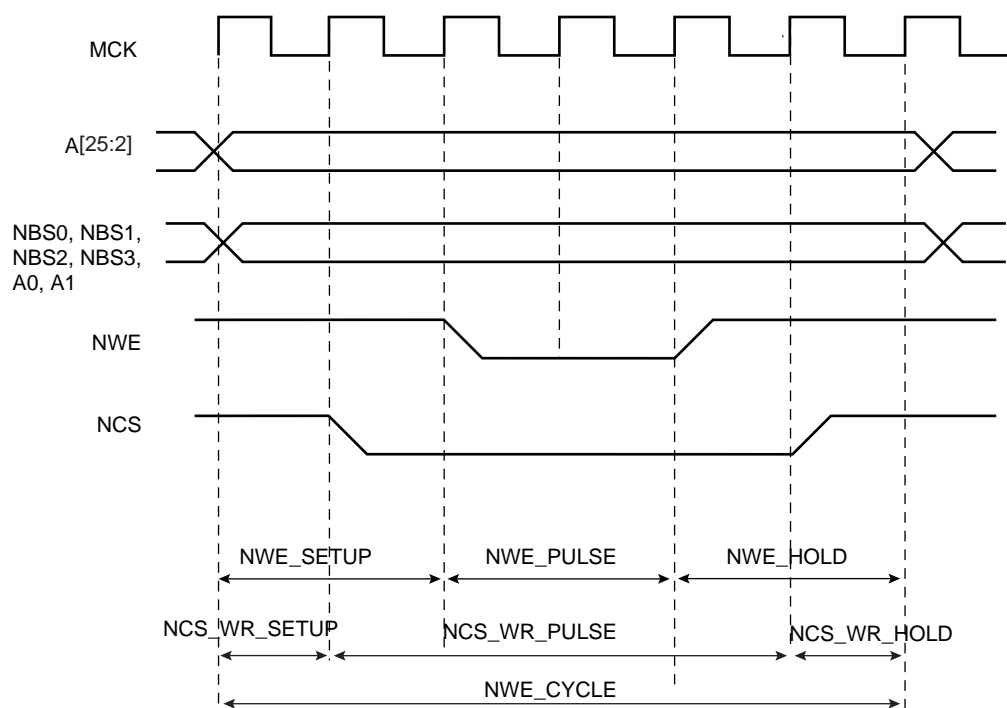 MCK
A[25:2]
NBS0, NBS1,
NBS2, NBS3,
A0, A1
NWE
NCS
NWE_SETUP NWE_PULSE NWE_HOLD
NCS_WR_SETUP NCS_WR_PULSE NCS_WR_HOLD
NWE_CYCLE